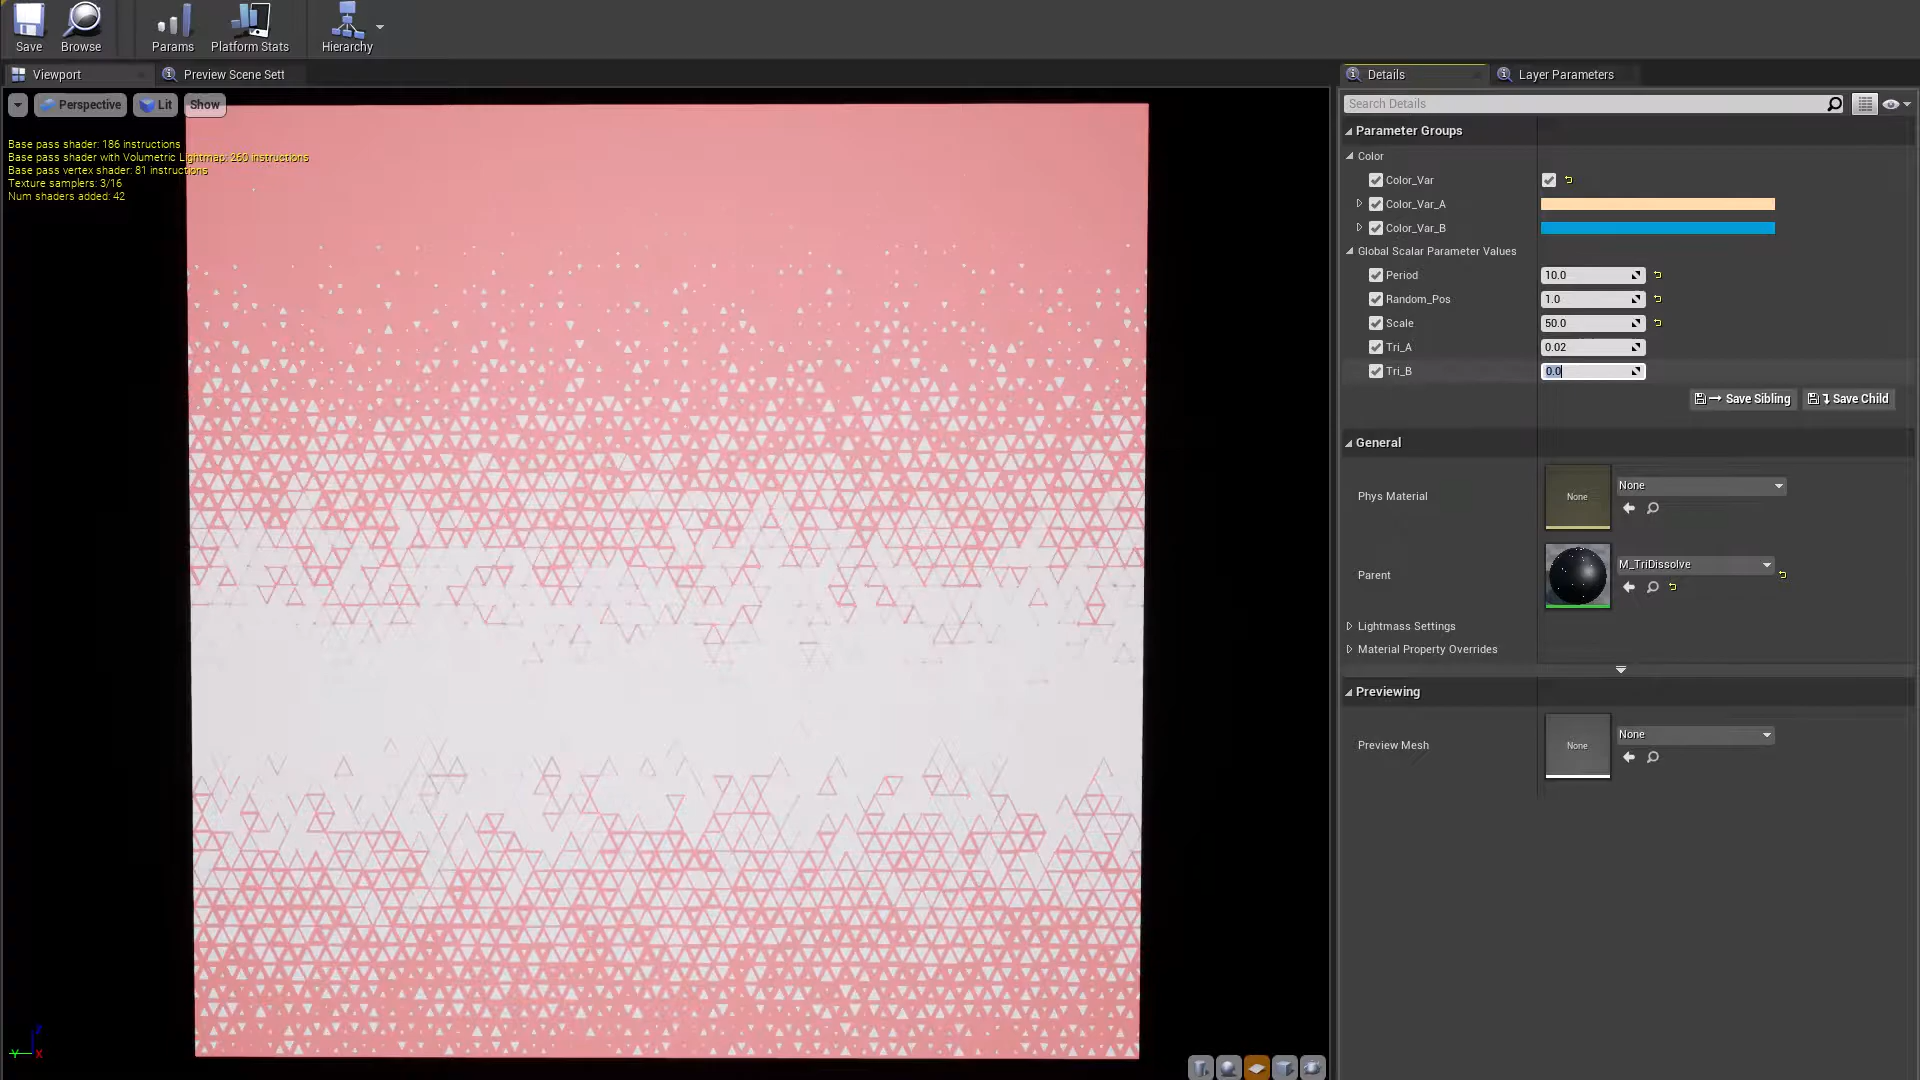 Save Browse Params Platform Stats Hierarchy
Viewport Preview Scene Sett Details Layer Parameters
Perspective Lit Show
Base pass shader: 186 instructions
Base pass shader with Volumetric Lightmap: 260 instructions
Base pass vertex shader: 81 instructions
Texture samplers: 3/16
Num shaders added: 42
Search Details
Parameter Groups
Color
Color_Var
Color_Var_A
Color_Var_B
Global Scalar Parameter Values
Period 10.0
Random_Pos 1.0
Scale 50.0
Tri_A 0.02
Tri_B 0.0
Save Sibling Save Child
General
Phys Material None None
Parent M_TriDissolve
Lightmass Settings
Material Property Overrides
Previewing
Preview Mesh None None
Z
Y X